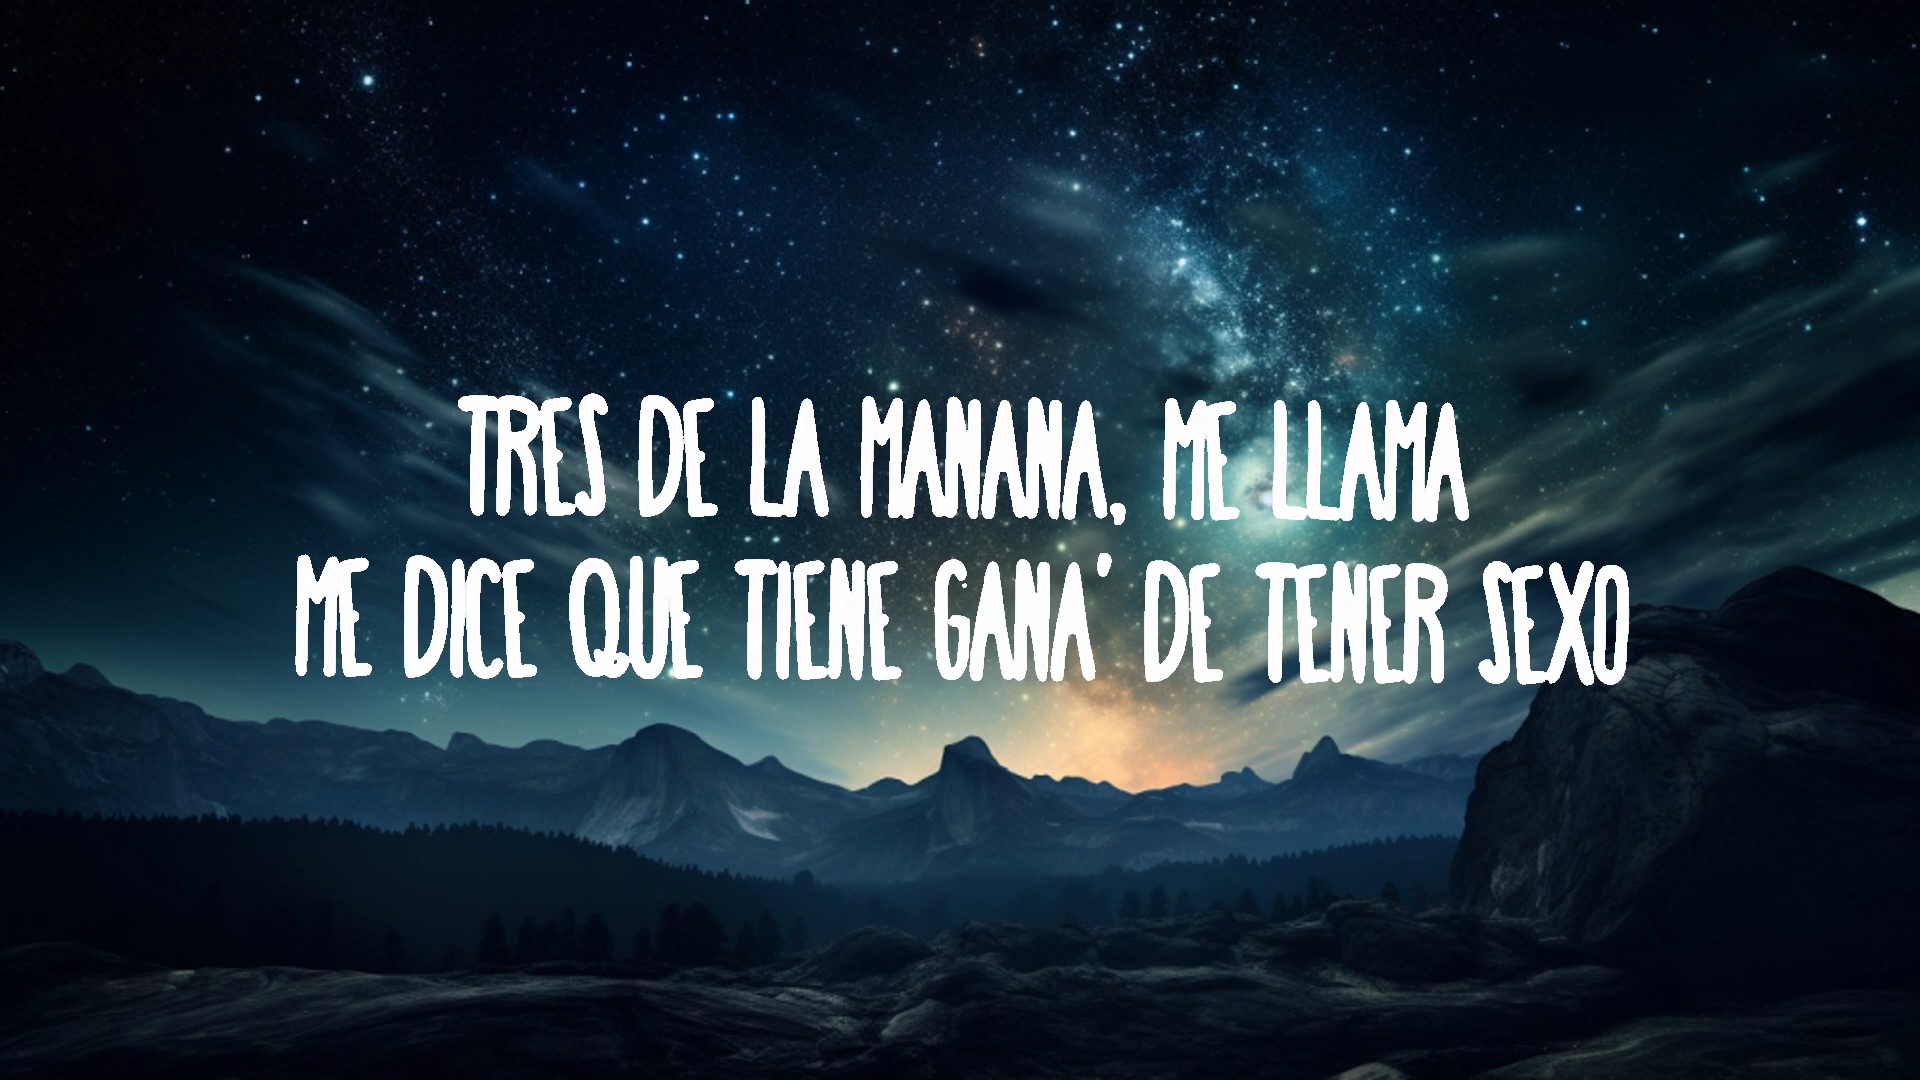 TRES DE LA MANANA, ME LLAMA
ME DICE QUE TIENE GANA' DE TENER SEXO